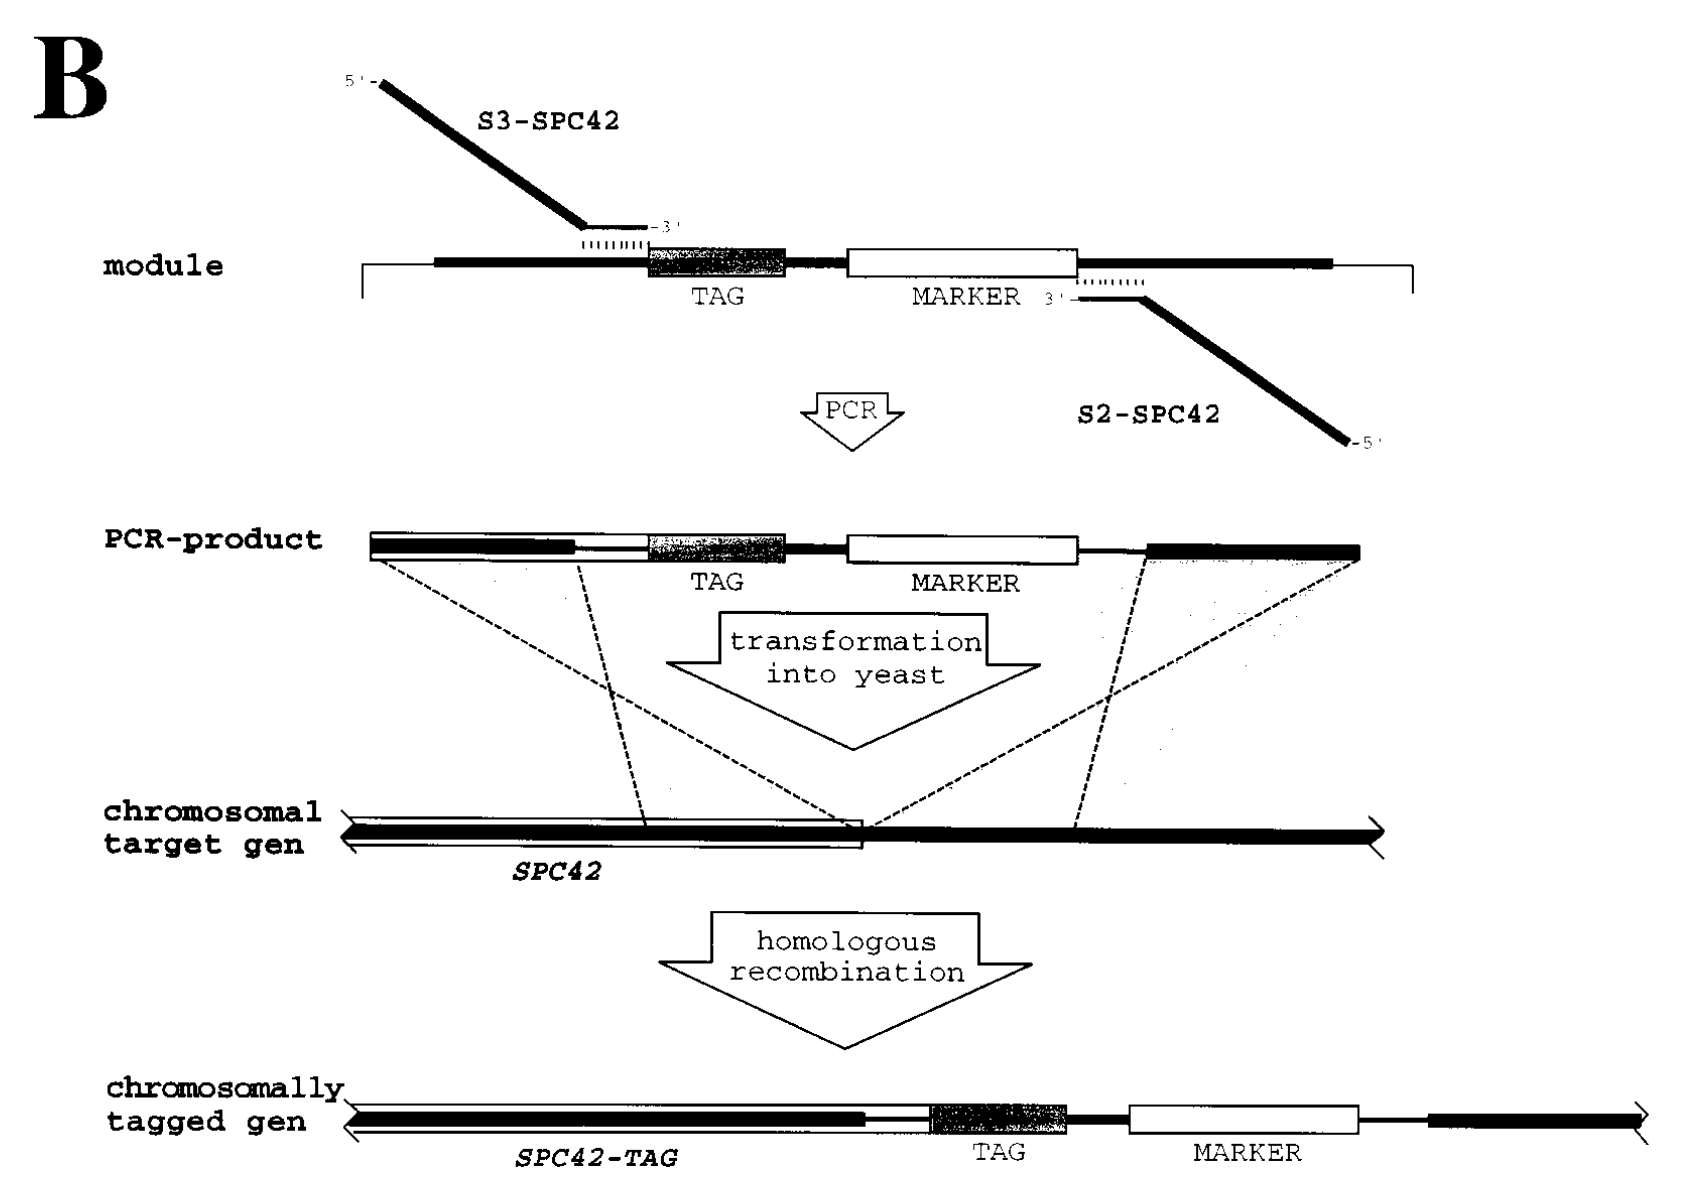 B
5'-
S3-SPC42
-3'
module
TAG
MARKER
3'-
PCR
S2-SPC42
-5'
PCR-product
TAG
MARKER
transformation
into yeast
chromosomal
target gen
SPC42
homologous
recombination
chromosomally
tagged gen
SPC42-TAG
TAG
MARKER